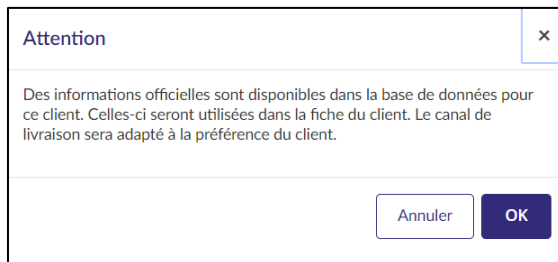 Attention
×
Des informations officielles sont disponibles dans la base de données pour
ce client. Celles-ci seront utilisées dans la fiche du client. Le canal de
livraison sera adapté à la préférence du client.
Annuler
OK